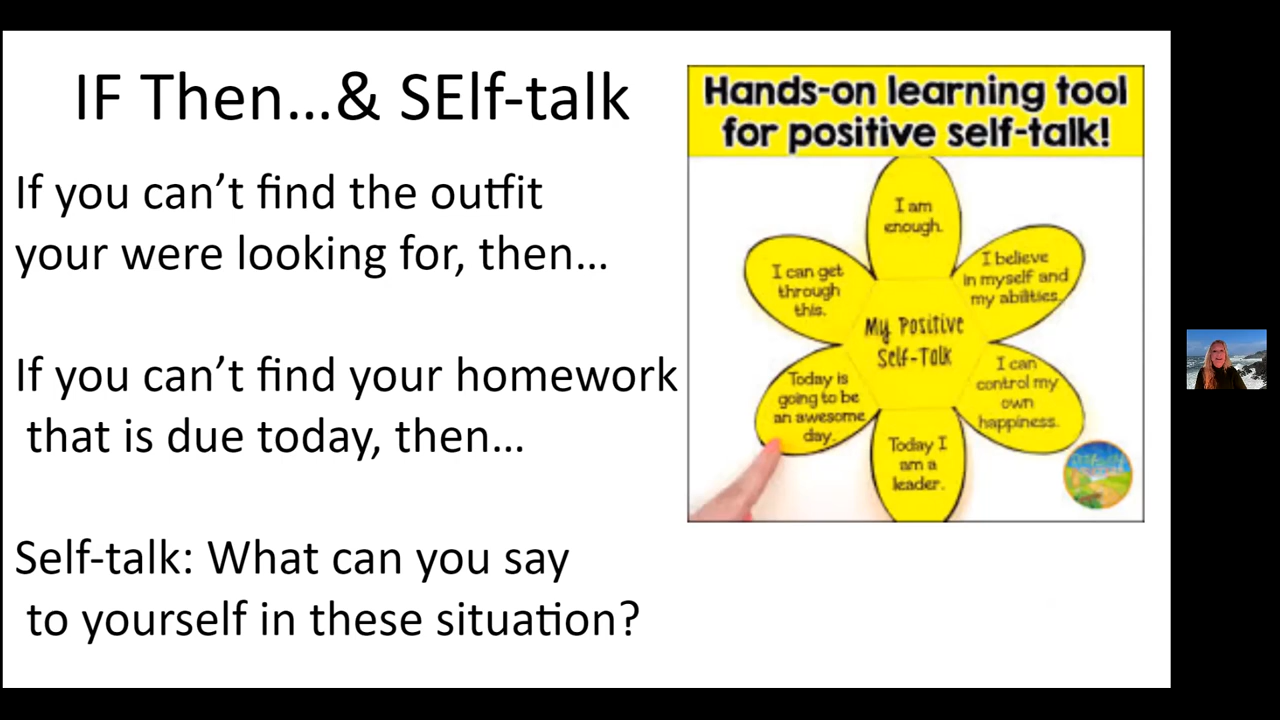 IF Then...& SElf-talk
If you can't find the outfit
your were looking for, then...
If you can't find your homework
that is due today, then...
Self-talk: What can you say
to yourself in these situation?
Hands-on learning tool
for positive self-talk!
I am
enough.
I believe
in myself and
my abilities.
I can
control my
own
happiness.
Today I
am a
leader.
Today is
going to be
an awesome
day.
I can get
through
this.
My Positive
Self-Talk